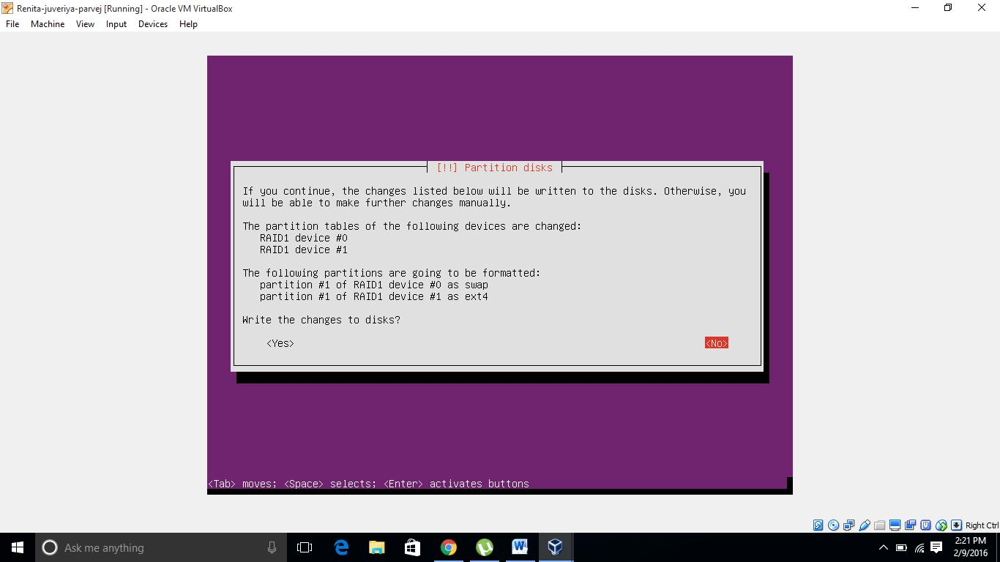 Renita-juveriya-parvej [Running] - Oracle VM VirtualBox
File Machine View Input Devices Help
[!!] Partition disks
If you continue, the changes listed below will be written to the disks. Otherwise, you
will be able to make further changes manually.
The partition tables of the following devices are changed:
RAID1 device #0
RAID1 device #1
The following partitions are going to be formatted:
partition #1 of RAID1 device #0 as swap
partition #1 of RAID1 device #1 as ext4
Write the changes to disks?
<Yes> <No>
<Tab> moves; <Space> selects; <Enter> activates buttons
Right Ctrl
Ask me anything
2:21 PM
2/9/2016